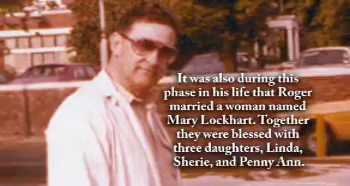 It was also during this
phase in his life that Roger
married a woman named
Mary Lockhart. Together
they were blessed with
three daughters, Linda,
Sherie, and Penny Ann.